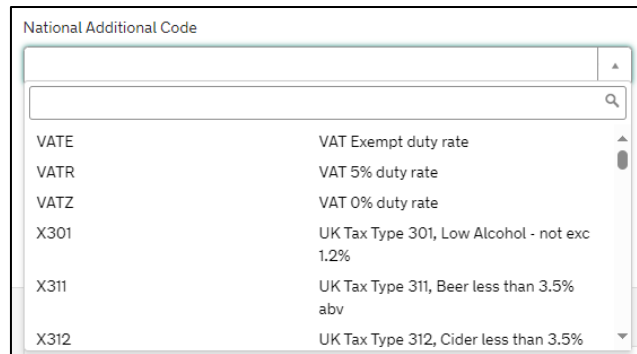 National Additional Code
VATE VAT Exempt duty rate
VATR VAT 5% duty rate
VATZ VAT 0% duty rate
X301 UK Tax Type 301, Low Alcohol - not exc
1.2%
X311 UK Tax Type 311, Beer less than 3.5%
abv
X312 UK Tax Type 312, Cider less than 3.5%